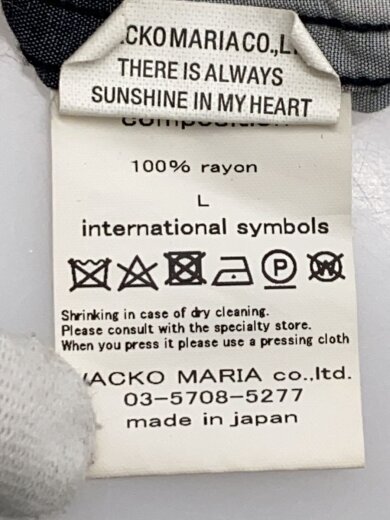 ACKO MARIA CO., L
THERE IS ALWAYS
SUNSHINE IN MY HEART
composition
100% rayon
L
international symbols
P
W
Shrinking in case of dry cleaning.
Please consult with the specialty store.
When you press it please use a pressing cloth
WACKO MARIA co.,ltd.
03-5708-5277
made in japan